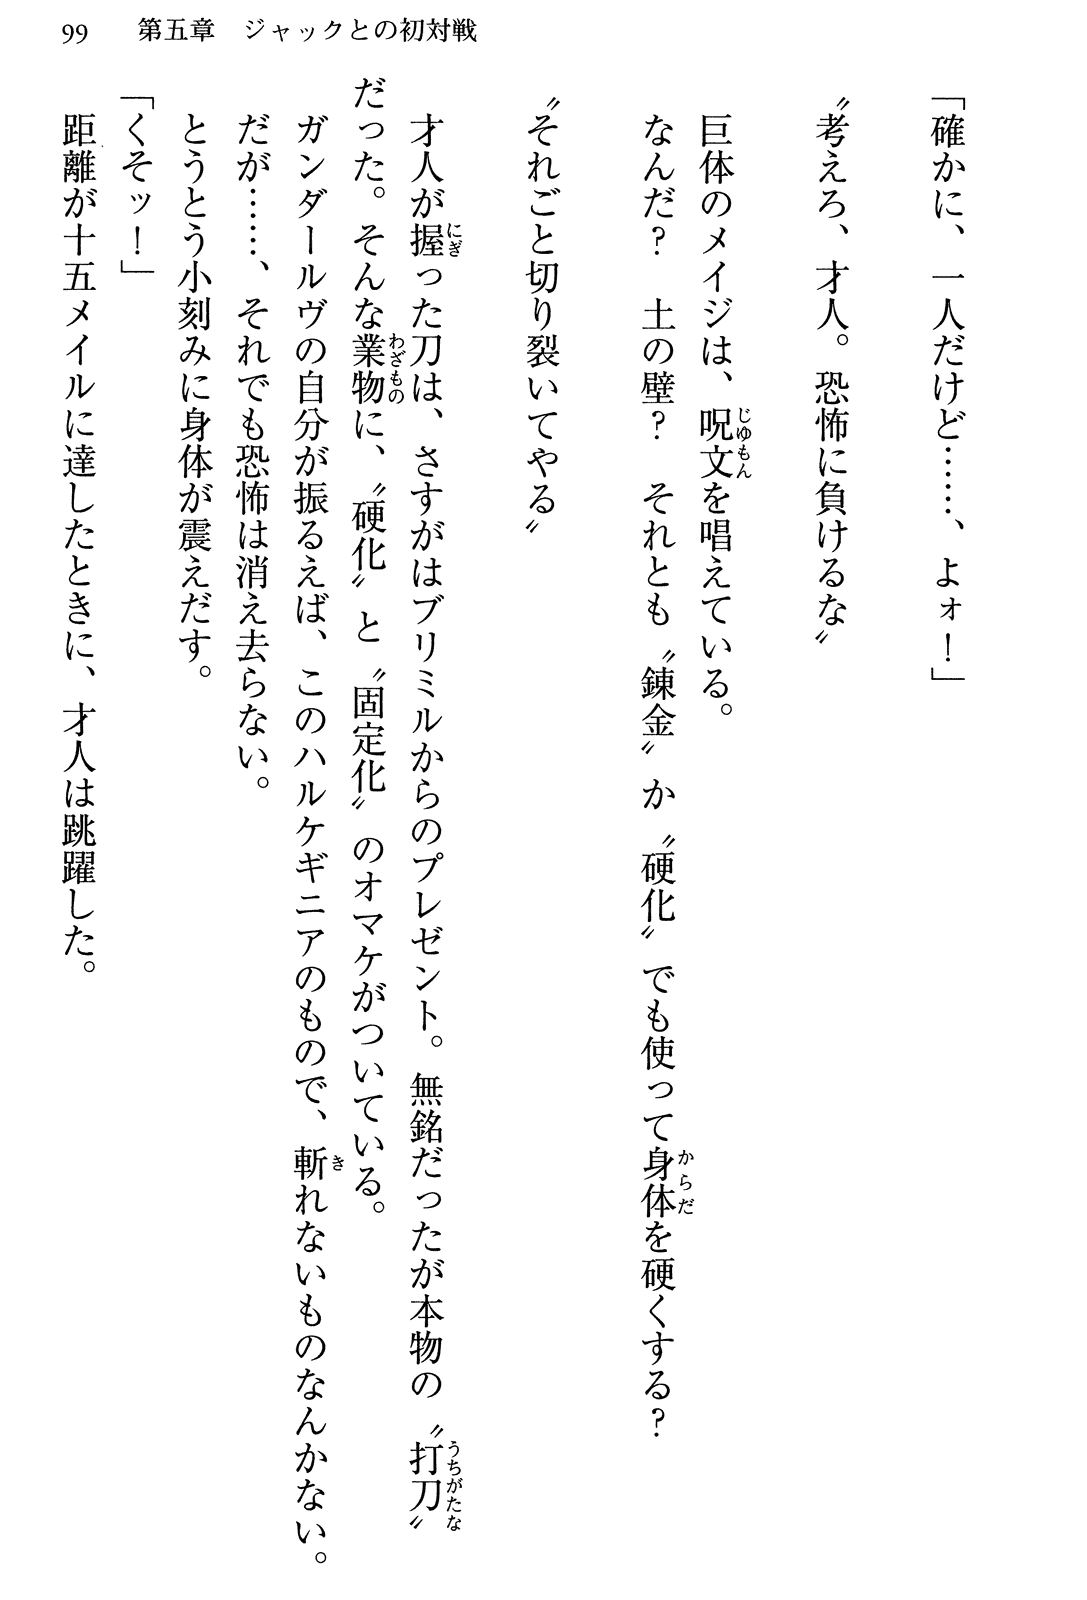 99　第五章　ジャックとの初対戦
「確かに、一人だけど……、よォ！」
〝考えろ、才人。恐怖に負けるな〟
巨体のメイジは、呪文を唱えている。
なんだ？　土の壁？　それとも〝錬金〟か〝硬化〟でも使って身体を硬くする？
〝それごと切り裂いてやる〟
才人が握った刀は、さすがはブリミルからのプレゼント。無銘だったが本物の〝打刀〟
だった。そんな業物に、〝硬化〟と〝固定化〟のオマケがついている。
ガンダールヴの自分が振るえば、このハルケギニアのもので、斬れないものなんかない。
だが……、それでも恐怖は消え去らない。
とうとう小刻みに身体が震えだす。
「くそッ！」
距離が十五メイルに達したときに、才人は跳躍した。